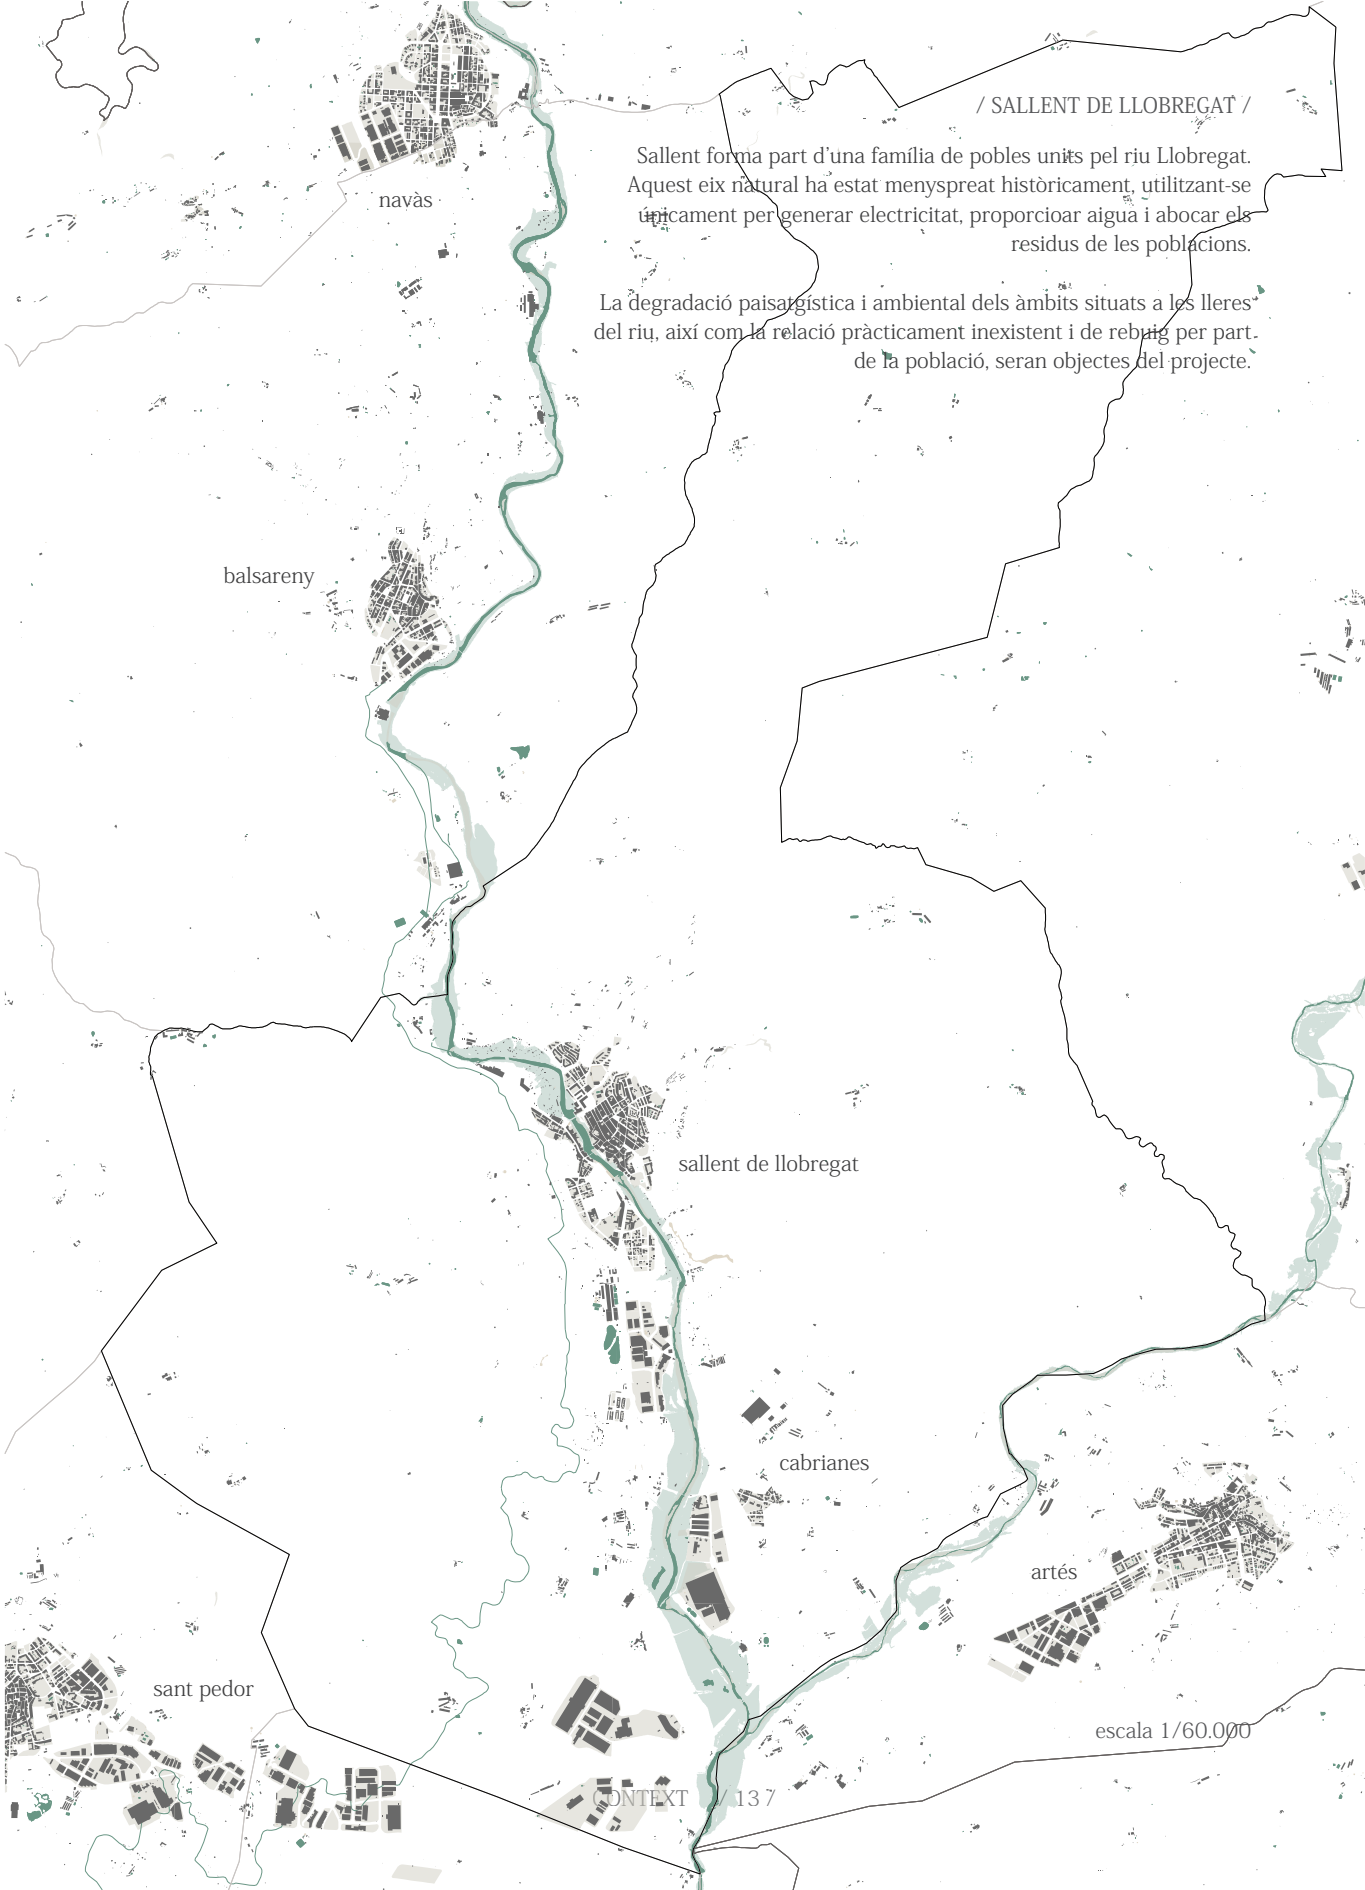 / SALLENT DE LLOBREGAT /
Sallent forma part d'una família de pobles units pel riu Llobregat.
Aquest eix natural ha estat menyspreat històricament, utilitzant-se
únicament per generar electricitat, proporcioar aigua i abocar els
residus de les poblacions.
La degradació paisatgística i ambiental dels àmbits situats a les lleres
del riu, així com la relació pràcticament inexistent i de rebuig per part
de la població, seran objectes del projecte.
navàs
balsareny
sallent de llobregat
cabrianes
artés
sant pedor
escala 1/60.000
CONTEXT / 137